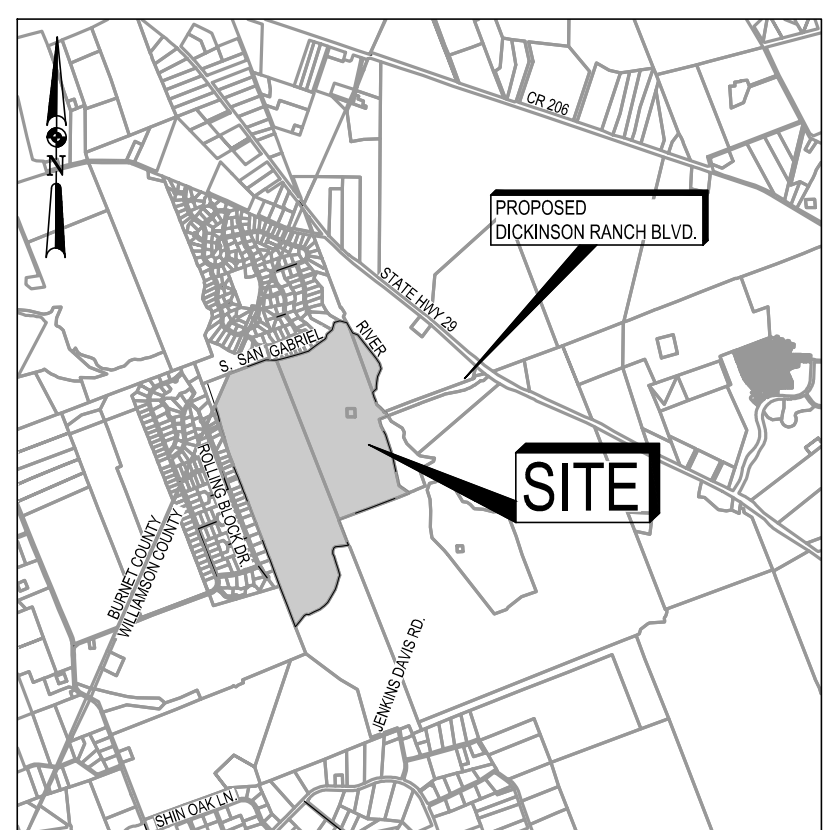 CR 206
N
PROPOSED
DICKINSON RANCH BLVD.
STATE HWY 29
S. SAN GABRIEL
RIVER
SITE
ROLLING BLOCK DR.
BURNET COUNTY
WILLIAMSON COUNTY
JENKINS DAVIS RD.
SHIN OAK LN.